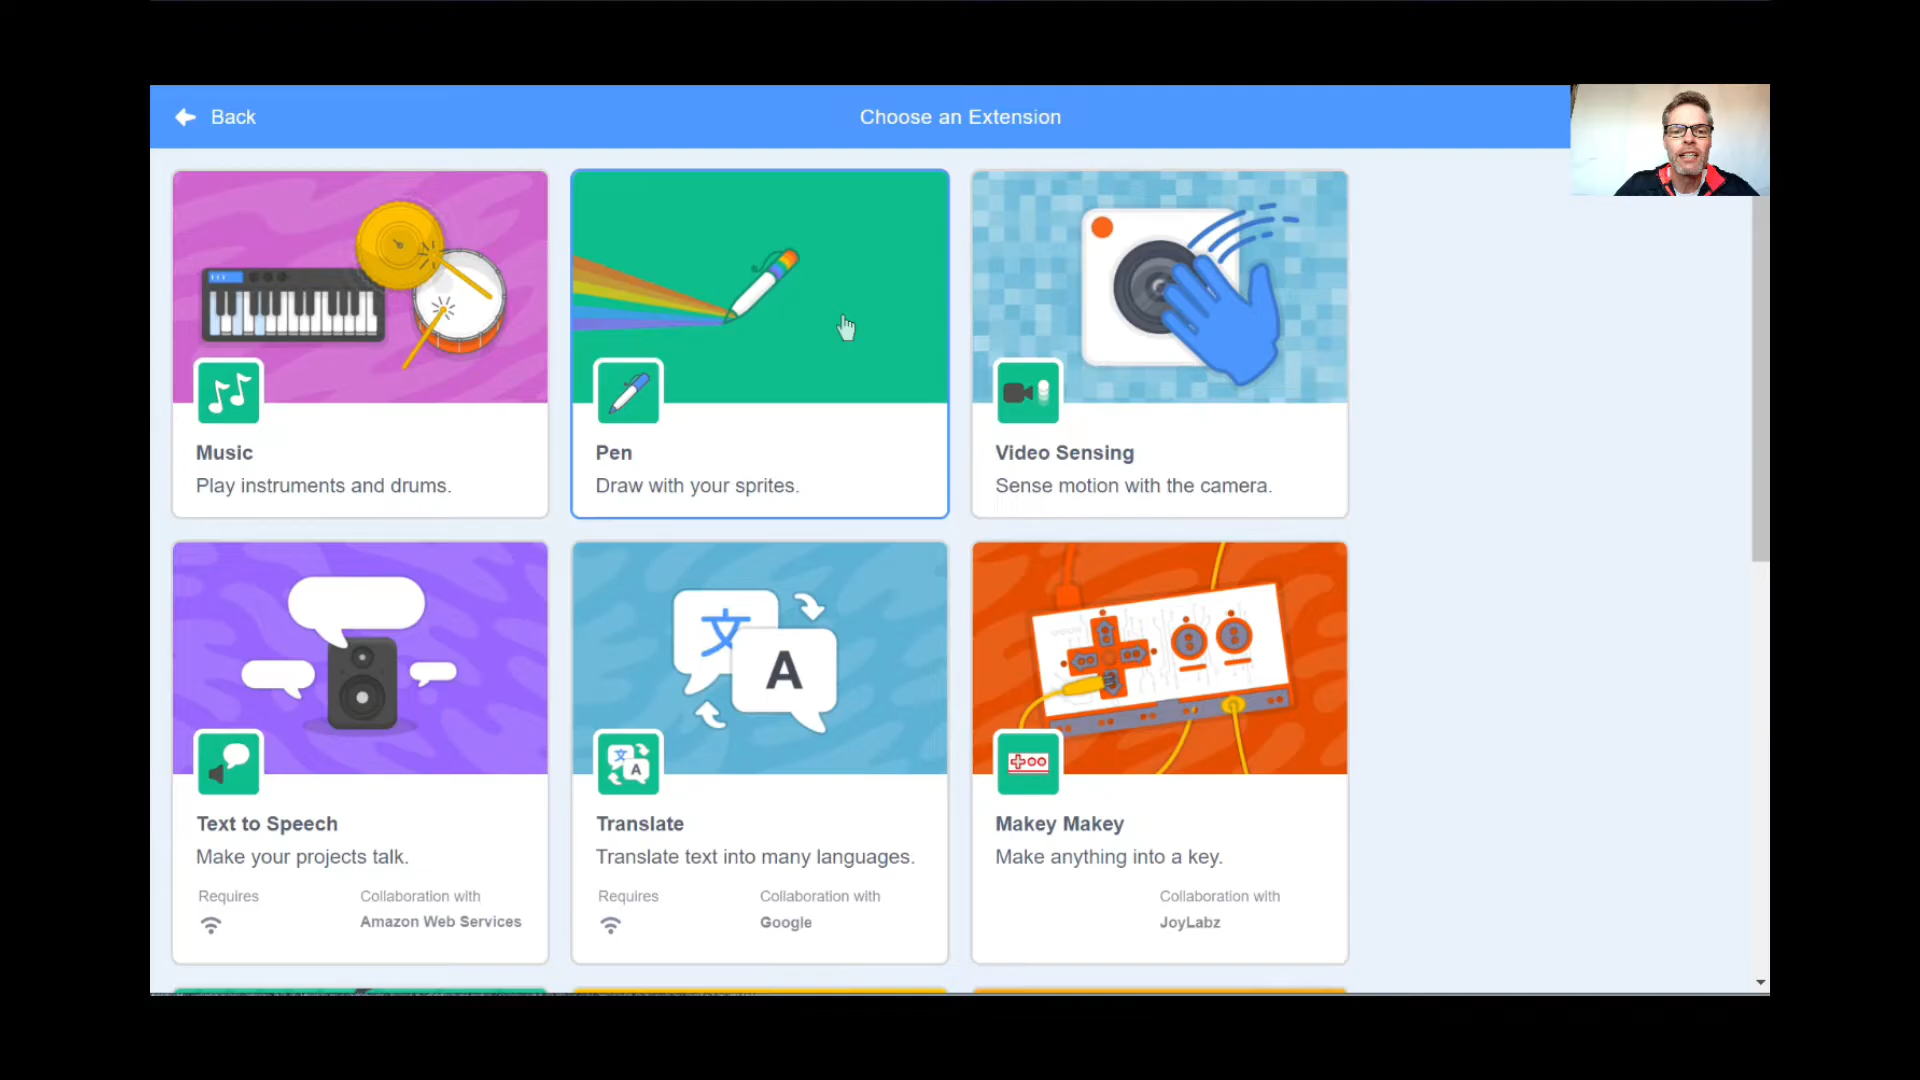 Back
Choose an Extension
Music
Play instruments and drums.
Pen
Draw with your sprites.
Video Sensing
Sense motion with the camera.
文
A
文
A
Text to Speech
Make your projects talk.
Requires
Collaboration with
Amazon Web Services
Translate
Translate text into many languages.
Requires
Collaboration with
Google
Makey Makey
Make anything into a key.
Collaboration with
JoyLabz